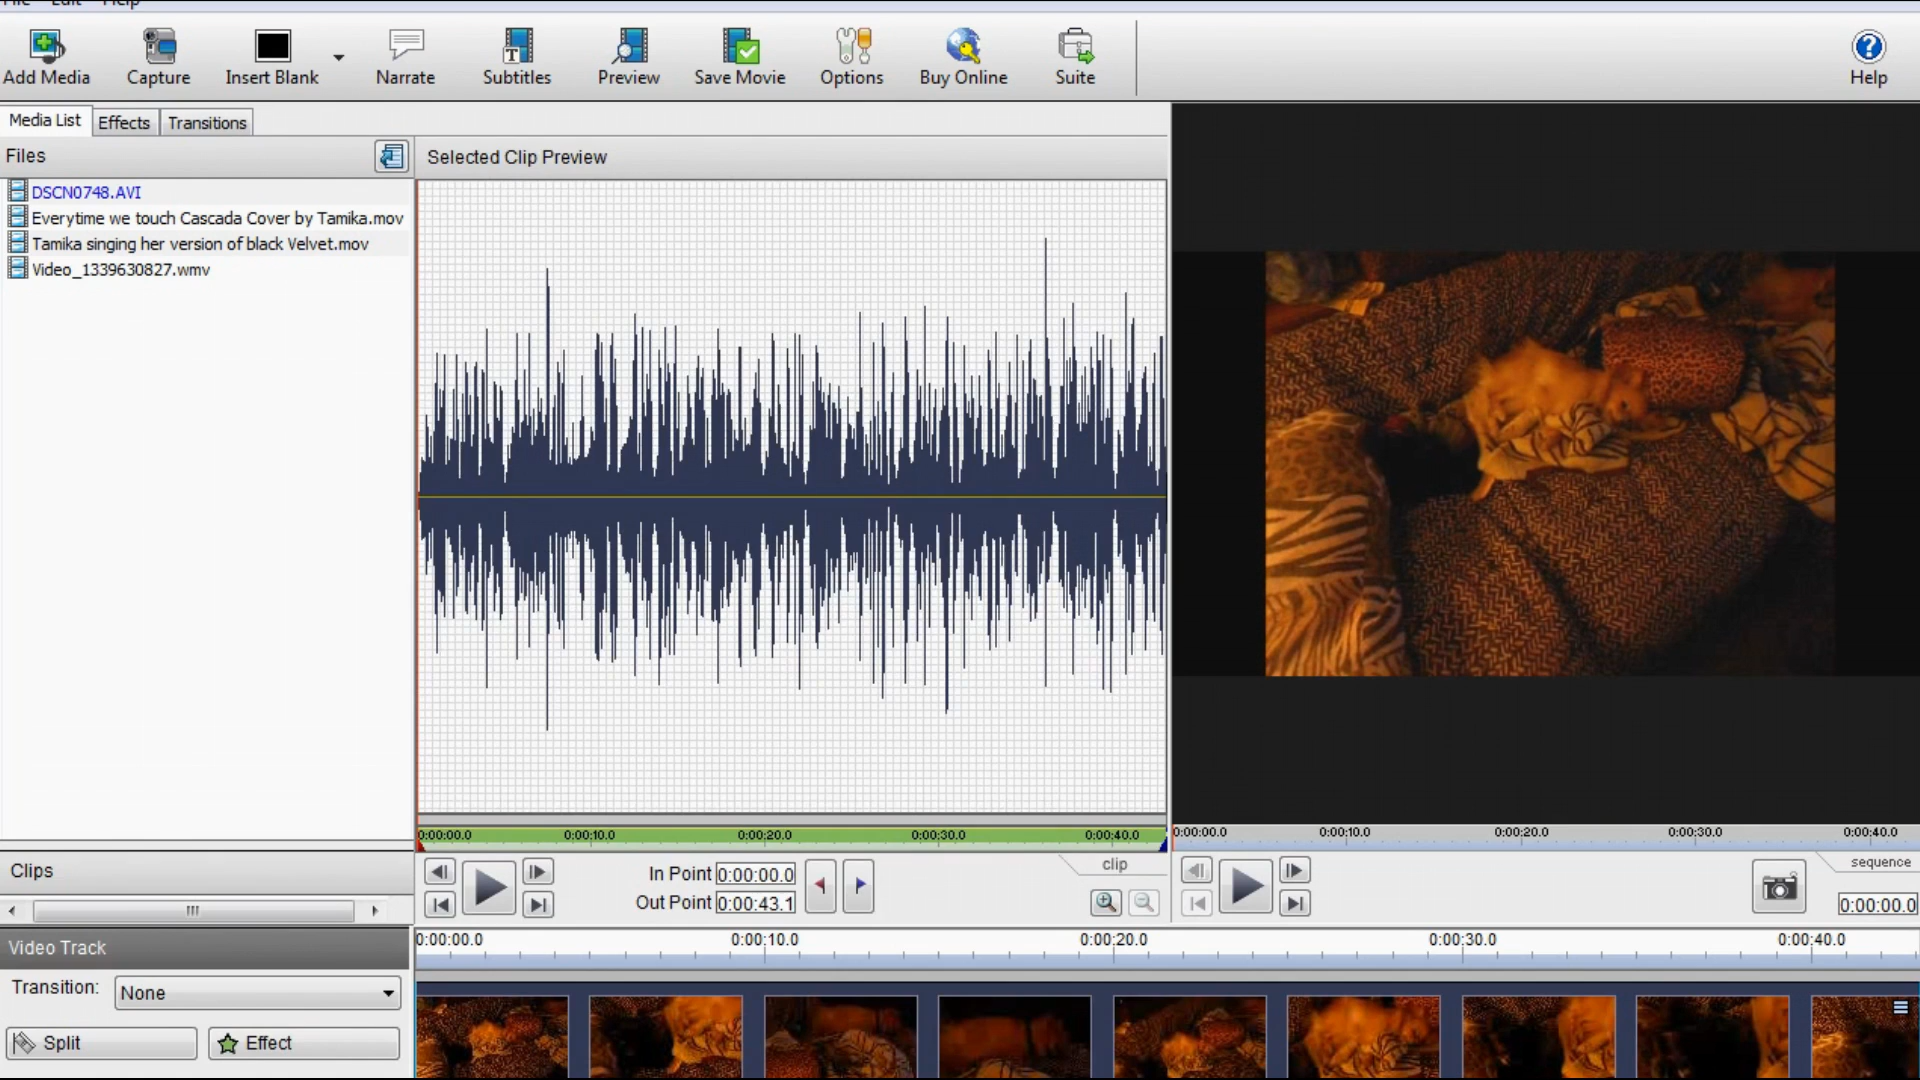 File Edit Help
Add Media Capture Insert Blank Narrate Subtitles Preview Save Movie Options Buy Online Suite Help
Media List Effects Transitions
Files
Selected Clip Preview
DSCN0748.AVI
Everytime we touch Cascada Cover by Tamika.mov
Tamika singing her version of black Velvet.mov
Video_1339630827.wmv
0:00:00.0 0:00:10.0 0:00:20.0 0:00:30.0 0:00:40.0
0:00:00.0 0:00:10.0 0:00:20.0 0:00:30.0 0:00:40.0
Clips
In Point 0:00:00.0
Out Point 0:00:43.1
clip
sequence
0:00:00.0
Video Track
0:00:00.0 0:00:10.0 0:00:20.0 0:00:30.0 0:00:40.0
Transition: None
Split Effect